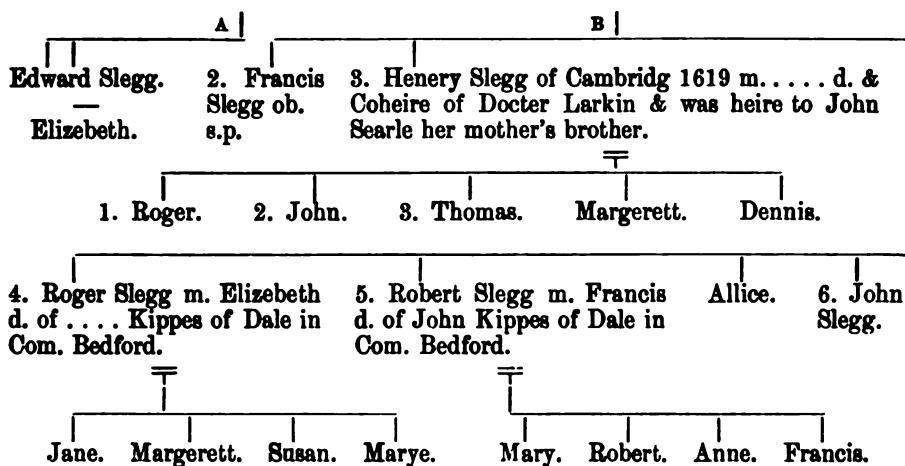 A B
Edward Slegg. 2. Francis 3. Henery Slegg of Cambridg 1619 m. . . . . . d. &
— Slegg ob. Coheire of Docter Larkin & was heire to John
Elizebeth. s.p. Searle her mother's brother.
1. Roger. 2. John. 3. Thomas. Margerett. Dennis.
4. Roger Slegg m. Elizebeth 5. Robert Slegg m. Francis Allice. 6. John
d. of . . . . Kippes of Dale in d. of John Kippes of Dale in Slegg.
Com. Bedford. Com. Bedford.
Jane. Margerett. Susan. Marye. Mary. Robert. Anne. Francis.